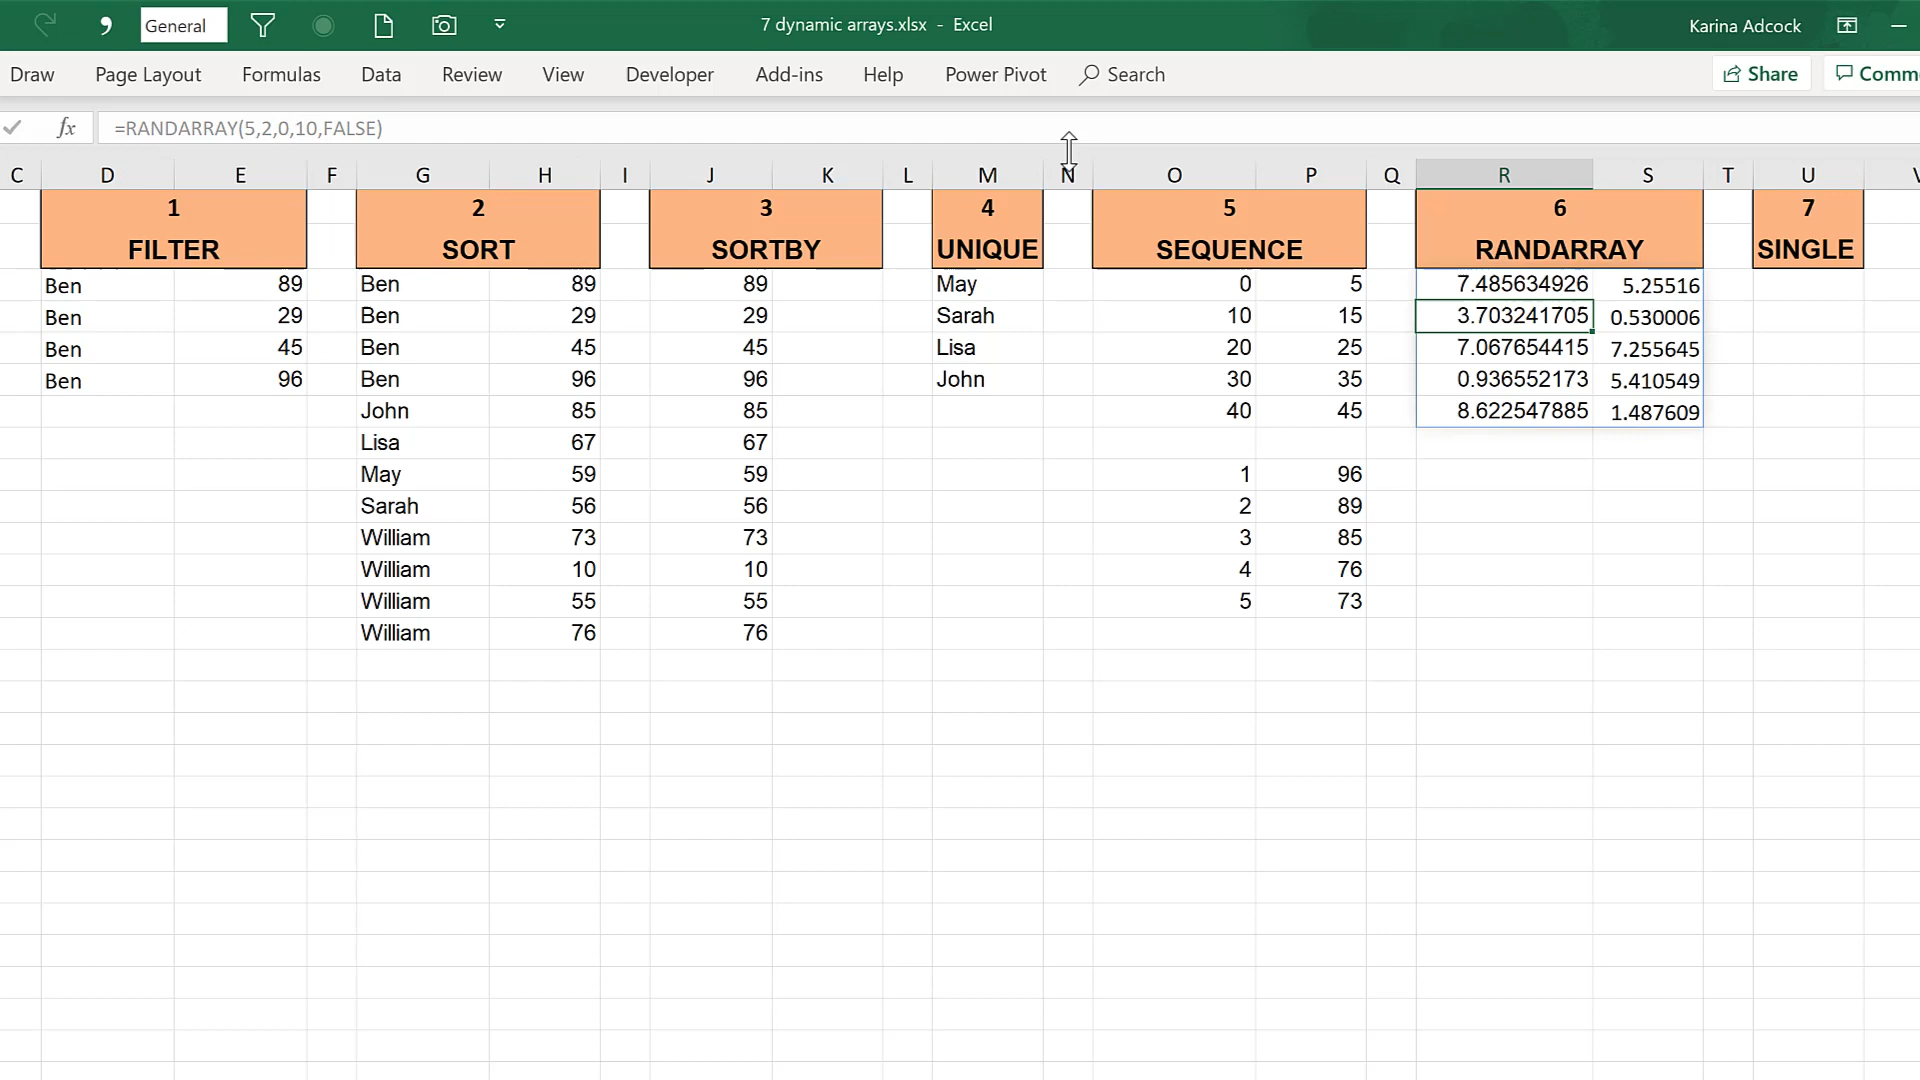 General
7 dynamic arrays.xlsx - Excel
Karina Adcock
Draw Page Layout Formulas Data Review View Developer Add-ins Help Power Pivot Search Share Comm
fx =RANDARRAY(5,2,0,10,FALSE)
C D E F G H I J K L M N O P Q R S T U
1 2 3 4 5 6 7
FILTER SORT SORTBY UNIQUE SEQUENCE RANDARRAY SINGLE
Ben 89 Ben 89 89 May 0 5 7.485634926 5.25516
Ben 29 Ben 29 29 Sarah 10 15 3.703241705 0.530006
Ben 45 Ben 45 45 Lisa 20 25 7.067654415 7.255645
Ben 96 Ben 96 96 John 30 35 0.936552173 5.410549
John 85 85 40 45 8.622547885 1.487609
Lisa 67 67
May 59 59 1 96
Sarah 56 56 2 89
William 73 73 3 85
William 10 10 4 76
William 55 55 5 73
William 76 76